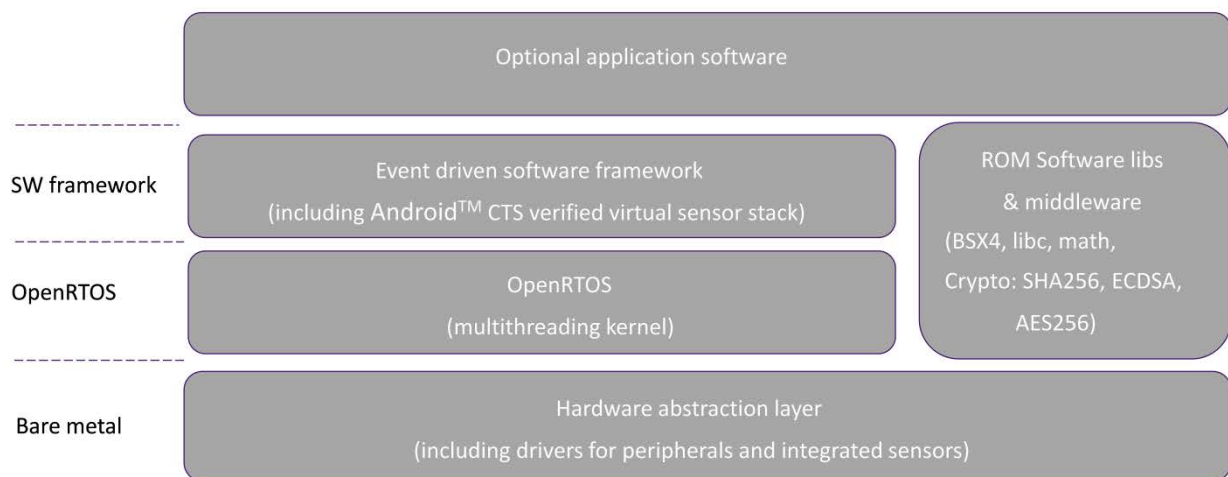 Optional application software
SW framework
Event driven software framework
(including Android™ CTS verified virtual sensor stack)
ROM Software libs
& middleware
(BSX4, libc, math,
Crypto: SHA256, ECDSA,
AES256)
OpenRTOS
OpenRTOS
(multithreading kernel)
Bare metal
Hardware abstraction layer
(including drivers for peripherals and integrated sensors)